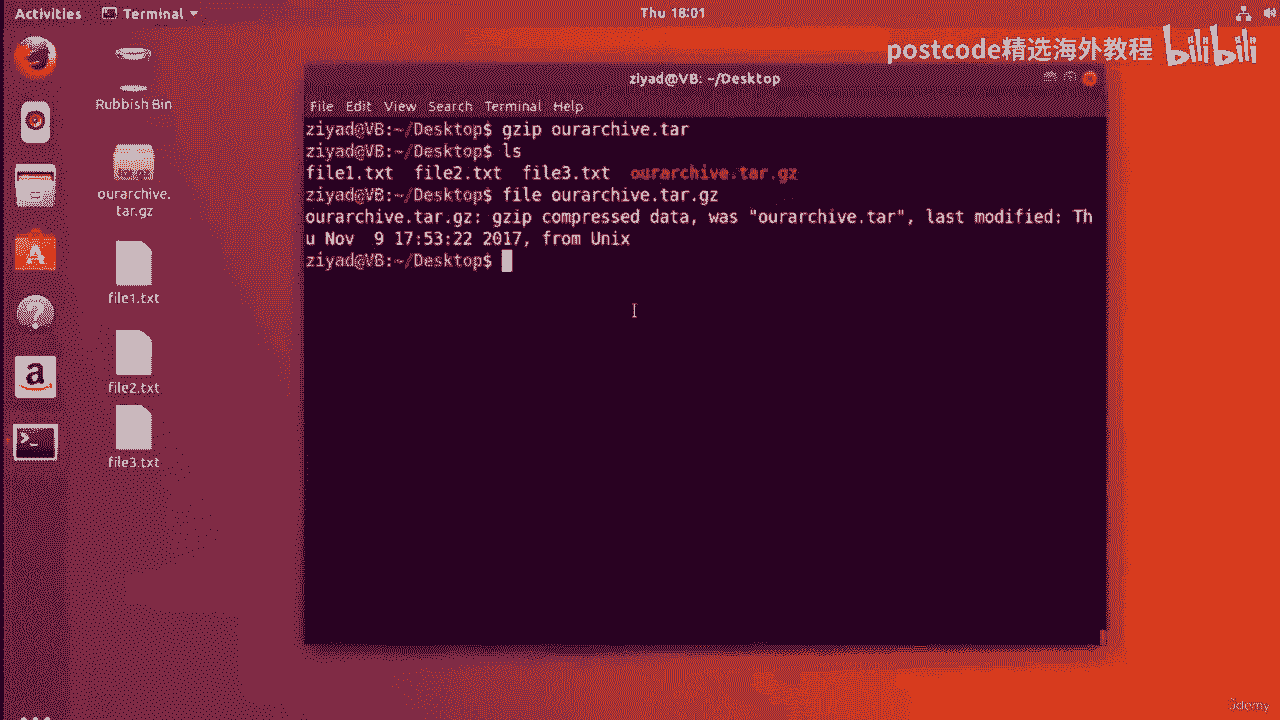 Activities
Terminal
Thu 18:01
postcode精选海外教程 bilibili
Rubbish Bin
ourarchive.
tar.gz
file1.txt
file2.txt
file3.txt
ziyad@VB: ~/Desktop
File Edit View Search Terminal Help
ziyad@VB:~/Desktop$ gzip ourarchive.tar
ziyad@VB:~/Desktop$ ls
file1.txt file2.txt file3.txt ourarchive.tar.gz
ziyad@VB:~/Desktop$ file ourarchive.tar.gz
ourarchive.tar.gz: gzip compressed data, was "ourarchive.tar", last modified: Th
u Nov  9 17:53:22 2017, from Unix
ziyad@VB:~/Desktop$
Udemy